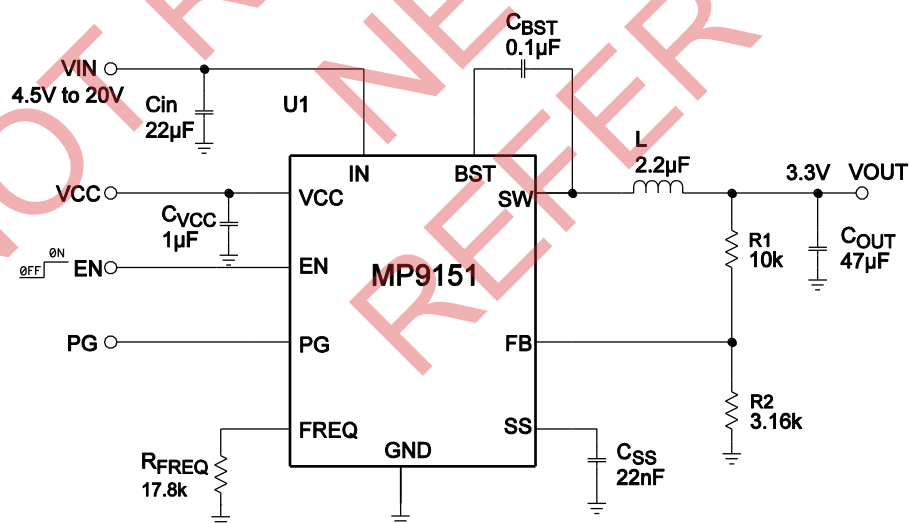 NOT R
NE
REFER
VIN
4.5V to 20V
Cin
22µF
U1
CBST
0.1µF
IN
BST
L
2.2µF
3.3V
VOUT
VCC
CVCC
1µF
VCC
SW
R1
10k
COUT
47µF
OFF
ON
EN
EN
MP9151
PG
PG
FB
R2
3.16k
FREQ
SS
GND
RFREQ
17.8k
CSS
22nF